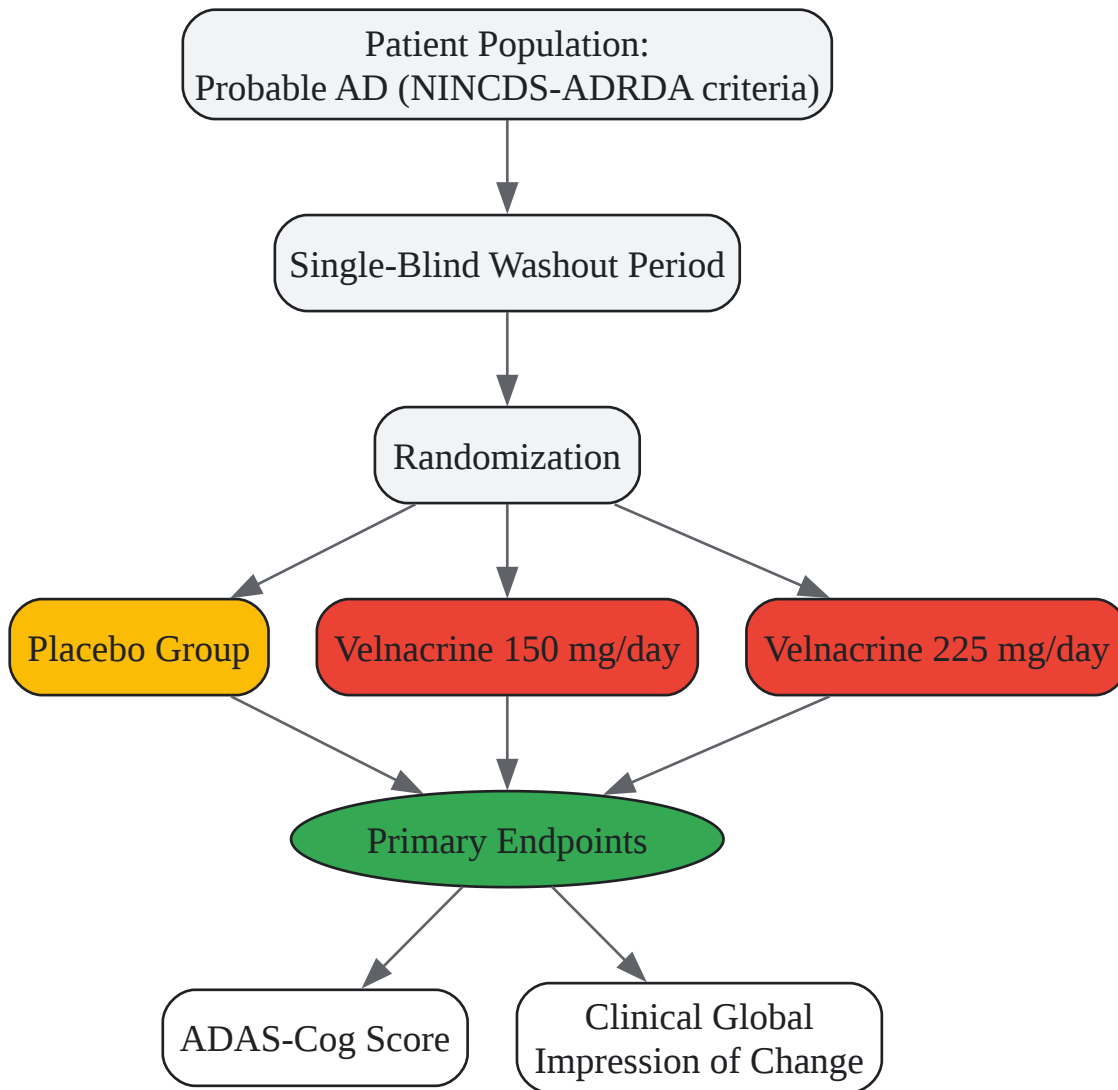 Patient Population:
Probable AD (NINCDS-ADRDA criteria)
Single-Blind Washout Period
Randomization
Placebo Group
Velnacrine 150 mg/day
Velnacrine 225 mg/day
Primary Endpoints
ADAS-Cog Score
Clinical Global
Impression of Change